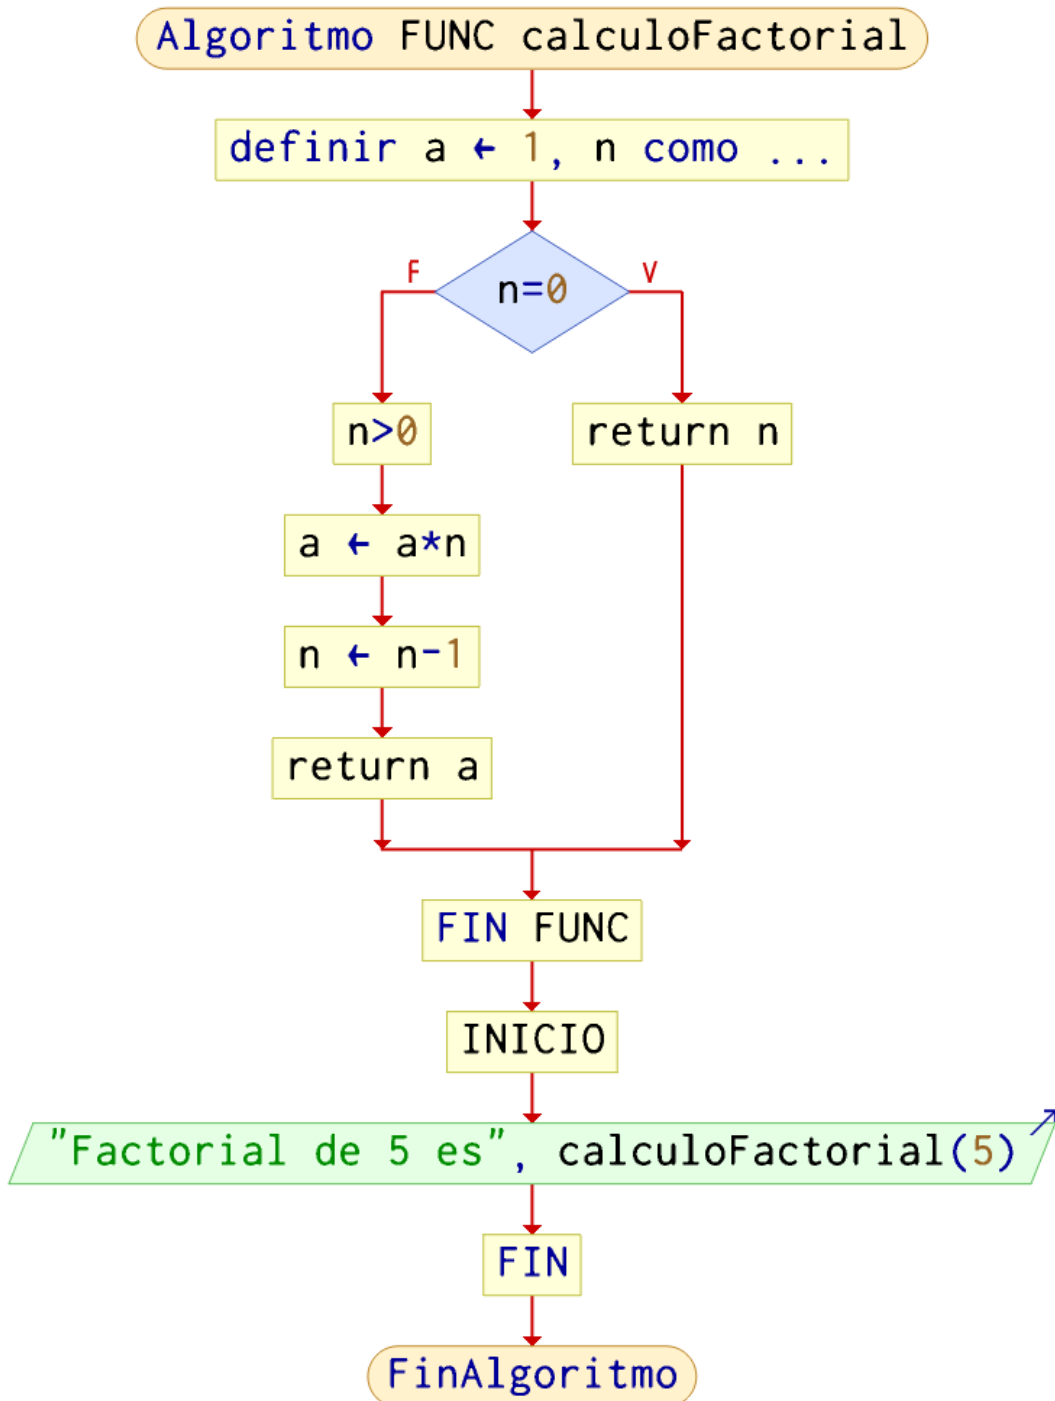 Algoritmo FUNC calculoFactorial
definir a ← 1, n como ...
F
n=0
V
n>0
return n
a ← a*n
n ← n-1
return a
FIN FUNC
INICIO
"Factorial de 5 es", calculoFactorial(5)
FIN
FinAlgoritmo